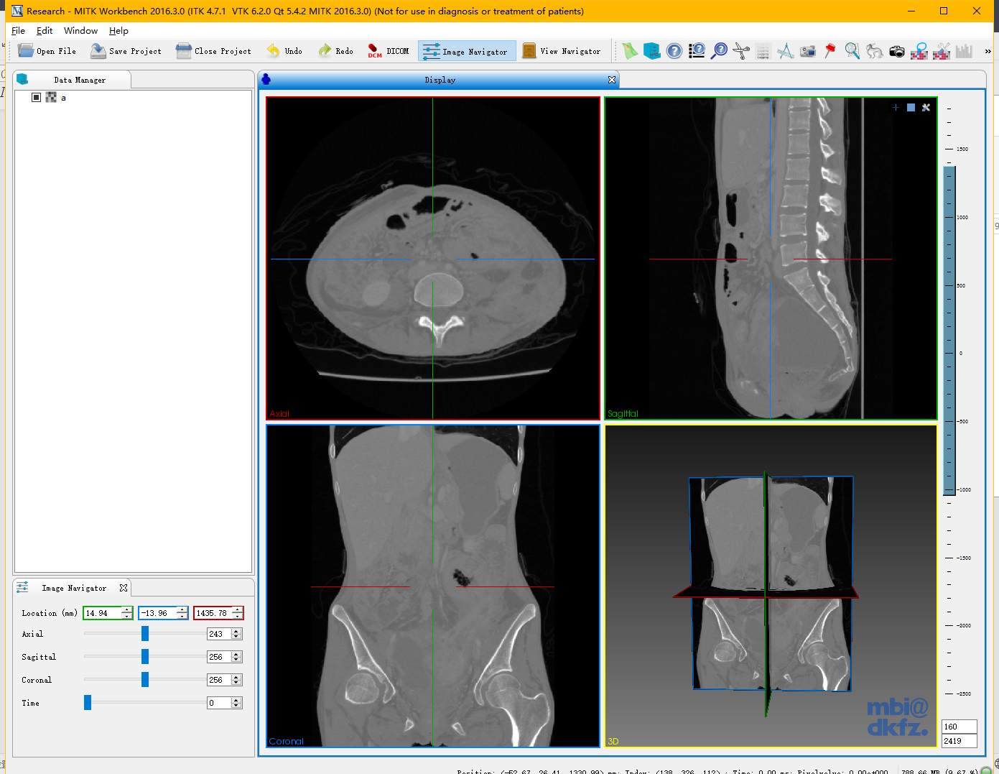 Research - MITK Workbench 2016.3.0 (ITK 4.7.1 VTK 6.2.0 Qt 5.4.2 MITK 2016.3.0) (Not for use in diagnosis or treatment of patients)
File Edit Window Help
Open File Save Project Close Project Undo Redo DCM DICOM Image Navigator View Navigator »
Data Manager
a
Display
Axial
Sagittal
Coronal
3D
mbi@
dkfz.
1500
1000
500
0
-500
-1000
-1500
-2000
-2500
160
2419
Image Navigator
Location (mm) 14.94 -13.96 1435.78
Axial 243
Sagittal 256
Coronal 256
Time 0
Position: (-52.67, -26.41, 1330.99) mm; Index: (138, 326, 112) ; Time: 0.00 ms; Pixelvalue: 0.00e+000 788.66 MB (9.67 %)